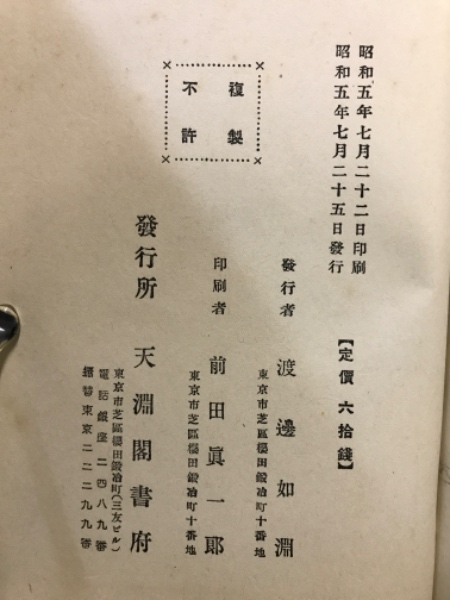 昭和五年七月二十二日印刷
昭和五年七月二十五日發行
【定價 六拾錢】
複製
不許
發行者
東京市芝區櫻田鍛冶町十番地
渡邊如淵
印刷者
東京市芝區櫻田鍛冶町十番地
前田眞一郞
發行所
天淵閣書府
東京市芝區櫻田鍛冶町(三友ビル)
電話銀座二四八九番
振替東京二二二九九番